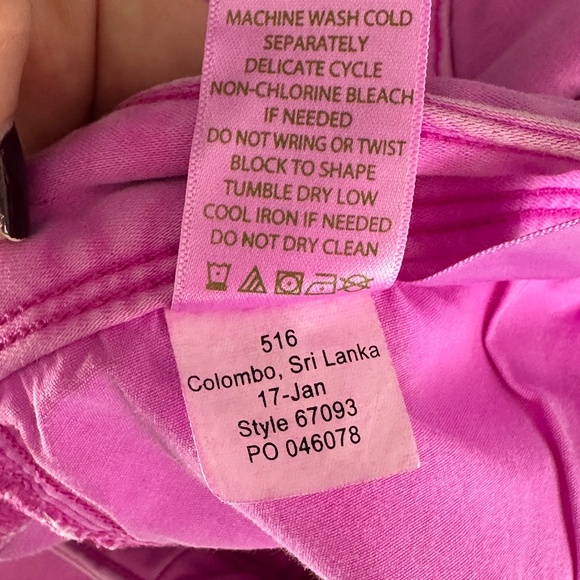 MACHINE WASH COLD
SEPARATELY
DELICATE CYCLE
NON-CHLORINE BLEACH
IF NEEDED
DO NOT WRING OR TWIST
BLOCK TO SHAPE
TUMBLE DRY LOW
COOL IRON IF NEEDED
DO NOT DRY CLEAN
516
Colombo, Sri Lanka
17-Jan
Style 67093
PO 046078